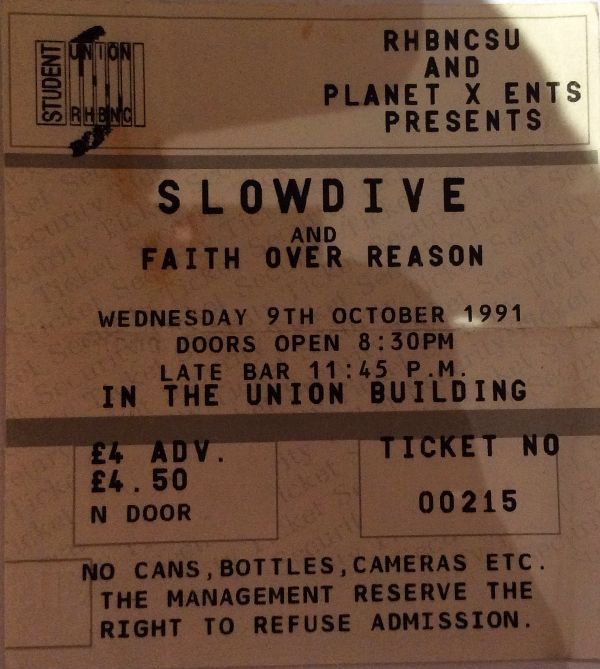 STUDENT
UNION
RHBNC
RHBNCSU
AND
PLANET X ENTS
PRESENTS
SLOWDIVE
AND
FAITH OVER REASON
WEDNESDAY 9TH OCTOBER 1991
DOORS OPEN 8:30PM
LATE BAR 11:45 P.M.
IN THE UNION BUILDING
£4 ADV.
£4.50
N DOOR
TICKET NO
00215
NO CANS,BOTTLES,CAMERAS ETC.
THE MANAGEMENT RESERVE THE
RIGHT TO REFUSE ADMISSION.